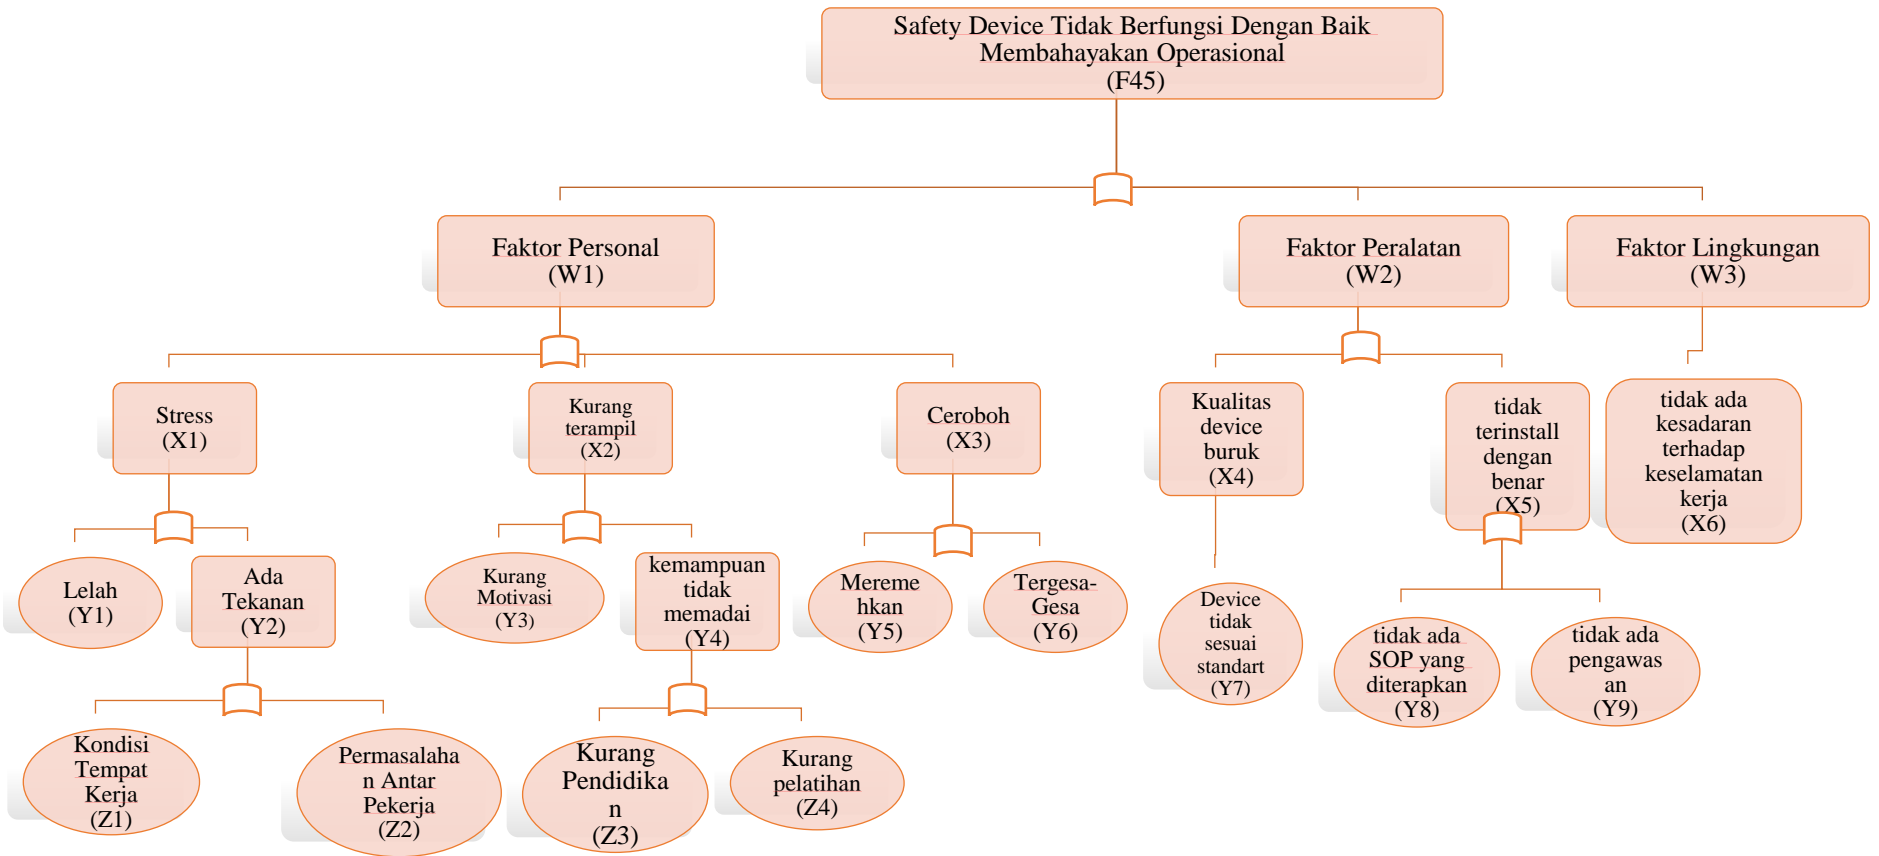 Safety Device Tidak Berfungsi Dengan Baik
Membahayakan Operasional
(F45)
Faktor Personal
(W1)
Faktor Peralatan
(W2)
Faktor Lingkungan
(W3)
Stress
(X1)
Kurang
terampil
(X2)
Ceroboh
(X3)
Kualitas
device
buruk
(X4)
tidak
terinstall
dengan
benar
(X5)
tidak ada
kesadaran
terhadap
keselamatan
kerja
(X6)
Lelah
(Y1)
Ada
Tekanan
(Y2)
Kurang
Motivasi
(Y3)
kemampuan
tidak
memadai
(Y4)
Mereme
hkan
(Y5)
Tergesa-
Gesa
(Y6)
Device
tidak
sesuai
standart
(Y7)
tidak ada
SOP yang
diterapkan
(Y8)
tidak ada
pengawas
an
(Y9)
Kondisi
Tempat
Kerja
(Z1)
Permasalaha
n Antar
Pekerja
(Z2)
Kurang
Pendidika
n
(Z3)
Kurang
pelatihan
(Z4)